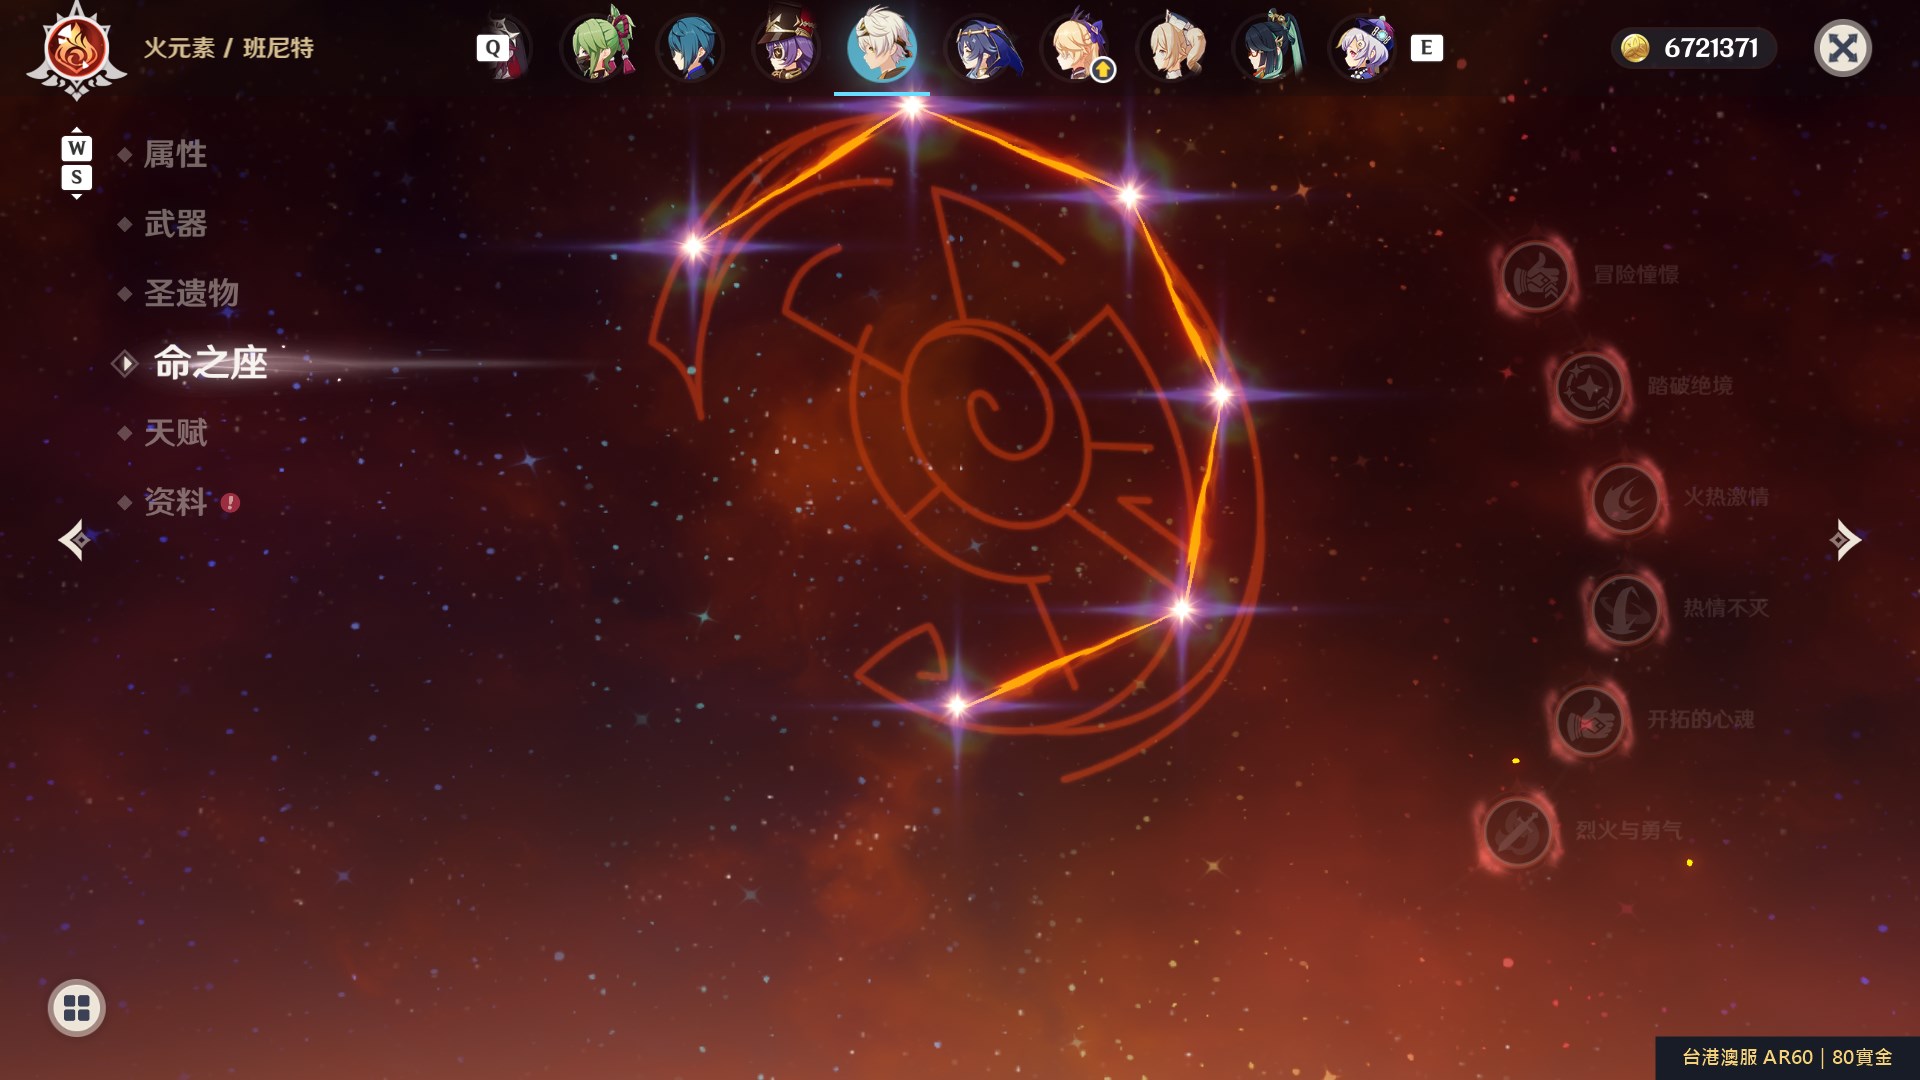 火元素 / 班尼特
Q
E
6721371
W
S
属性
武器
圣遗物
命之座
天赋
资料
冒险憧憬
踏破绝境
火热激情
热情不灭
开拓的心魂
烈火与勇气
台港澳服 AR60 | 80實金